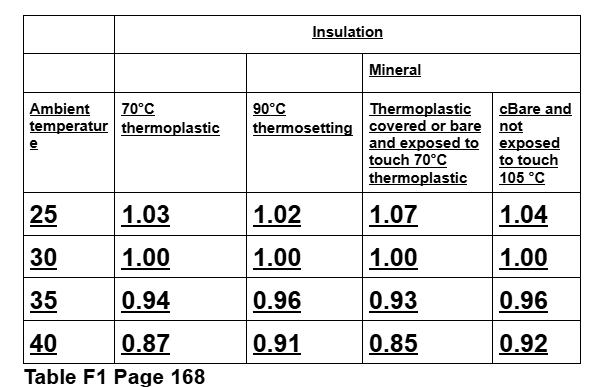 Insulation
Mineral
Ambient temperatur e
70°C thermoplastic
90°C thermosetting
Thermoplastic covered or bare and exposed to touch 70°C thermoplastic
cBare and not exposed to touch 105 °C
25 1.03 1.02 1.07 1.04
30 1.00 1.00 1.00 1.00
35 0.94 0.96 0.93 0.96
40 0.87 0.91 0.85 0.92
Table F1 Page 168